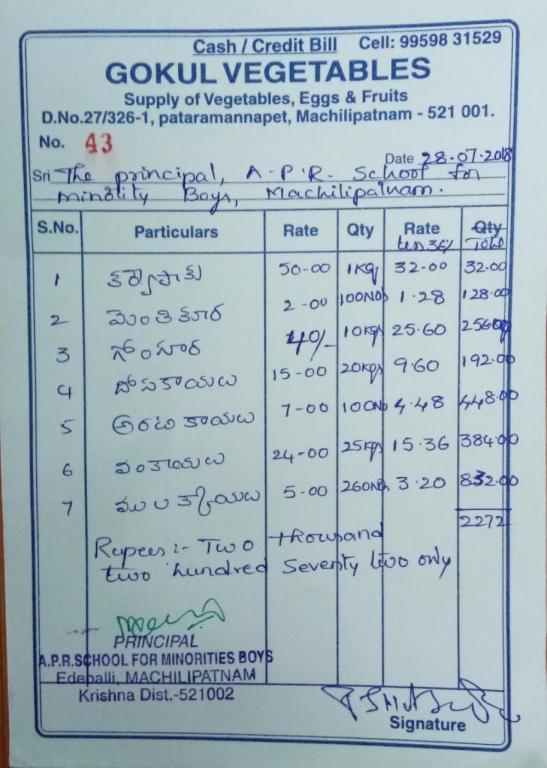 Cash / Credit Bill Cell: 99598 31529
GOKUL VEGETABLES
Supply of Vegetables, Eggs & Fruits
D.No.27/326-1, pataramannapet, Machilipatnam - 521 001.
No. 43
Date 28-07-2018
Sri The principal, A.P.R. School for
minority Boys, Machilipatnam.
S.No. Particulars Rate Qty Rate less 36% Qty Total
1 కర్వేపాకు 50-00 1Kg 32-00 32.00
2 మెంతికూర 2-00 100Nos 1.28 128.00
3 గోంగూర 40/- 10Kgs 25.60 256.00
4 దోసకాయలు 15-00 20Kgs 9.60 192.00
5 అరటికాయలు 7-00 100No 4.48 448.00
6 వంకాయలు 24-00 25Kgs 15.36 384.00
7 ములక్కాయలు 5.00 260No 3.20 832.00
2272
Rupees :- Two thousand
two hundred Seventy two only
PRINCIPAL
A.P.R.SCHOOL FOR MINORITIES BOYS
Edepalli, MACHILIPATNAM
Krishna Dist.-521002
Signature